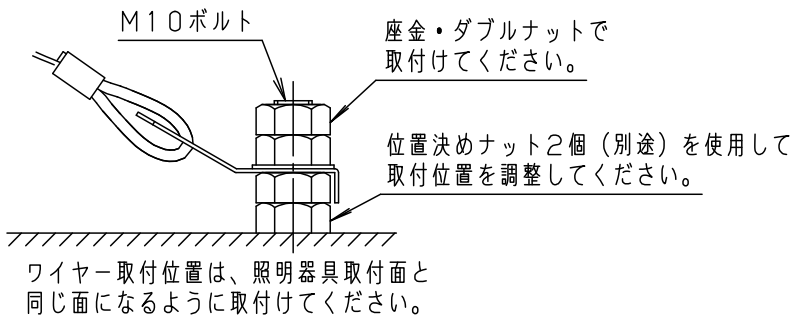 M10ボルト
座金・ダブルナットで
取付けてください。
位置決めナット2個（別途）を使用して
取付位置を調整してください。
ワイヤー取付位置は、照明器具取付面と
同じ面になるように取付けてください。